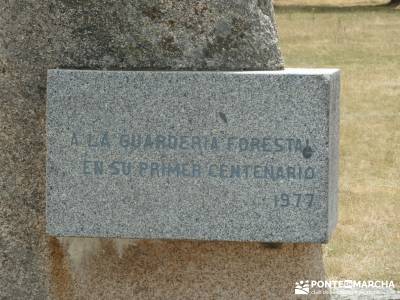 A LA GUARDERIA FORESTAL
EN SU PRIMER CENTENARIO
1977
PONTEENMARCHA